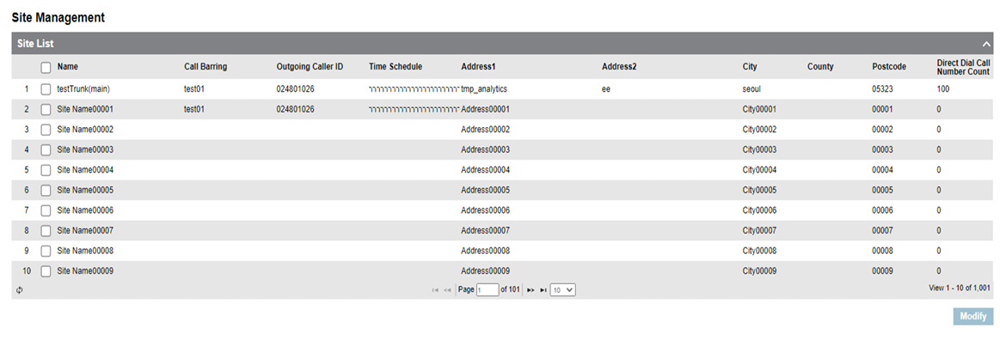 Site Management
Site List
Name Call Barring Outgoing Caller ID Time Schedule Address1 Address2 City County Postcode Direct Dial Call Number Count
1 testTrunk(main) test01 024801026 tmp_analytics ee seoul 05323 100
2 Site Name00001 test01 024801026 Address00001 City00001 00001 0
3 Site Name00002 Address00002 City00002 00002 0
4 Site Name00003 Address00003 City00003 00003 0
5 Site Name00004 Address00004 City00004 00004 0
6 Site Name00005 Address00005 City00005 00005 0
7 Site Name00006 Address00006 City00006 00006 0
8 Site Name00007 Address00007 City00007 00007 0
9 Site Name00008 Address00008 City00008 00008 0
10 Site Name00009 Address00009 City00009 00009 0
Page 1 of 101 10 View 1 - 10 of 1,001
Modify